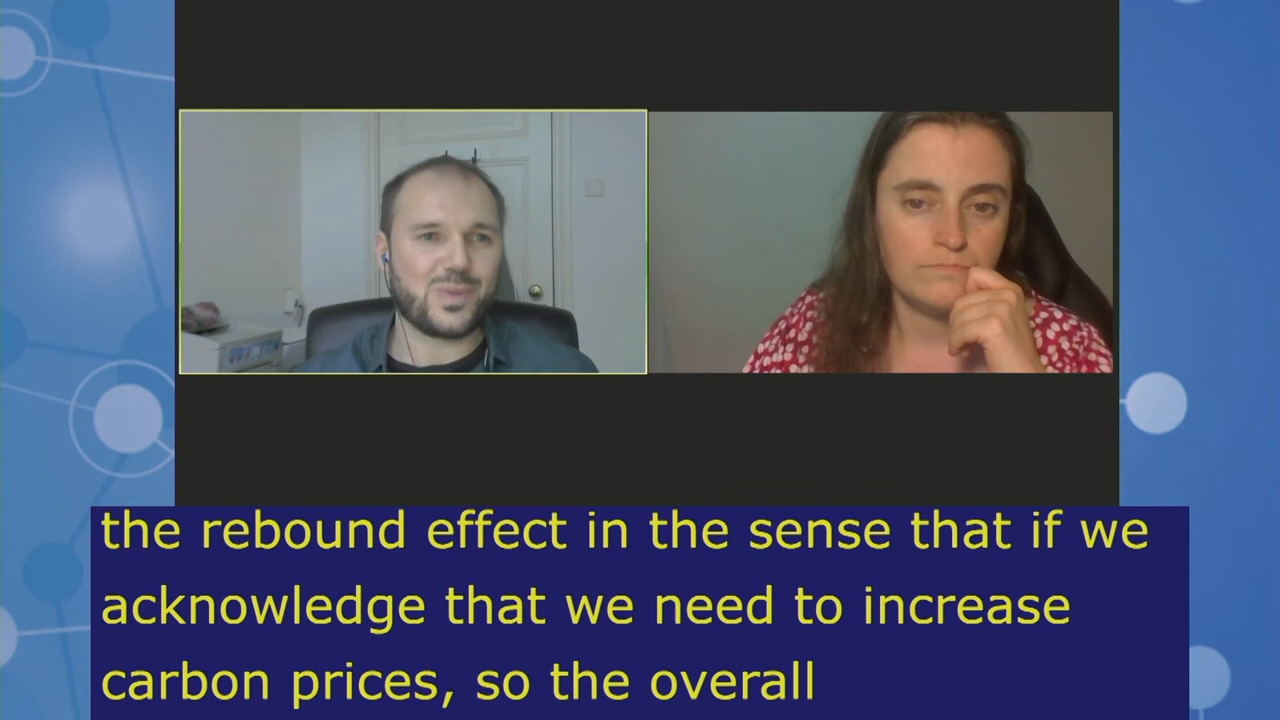 the rebound effect in the sense that if we
acknowledge that we need to increase
carbon prices, so the overall